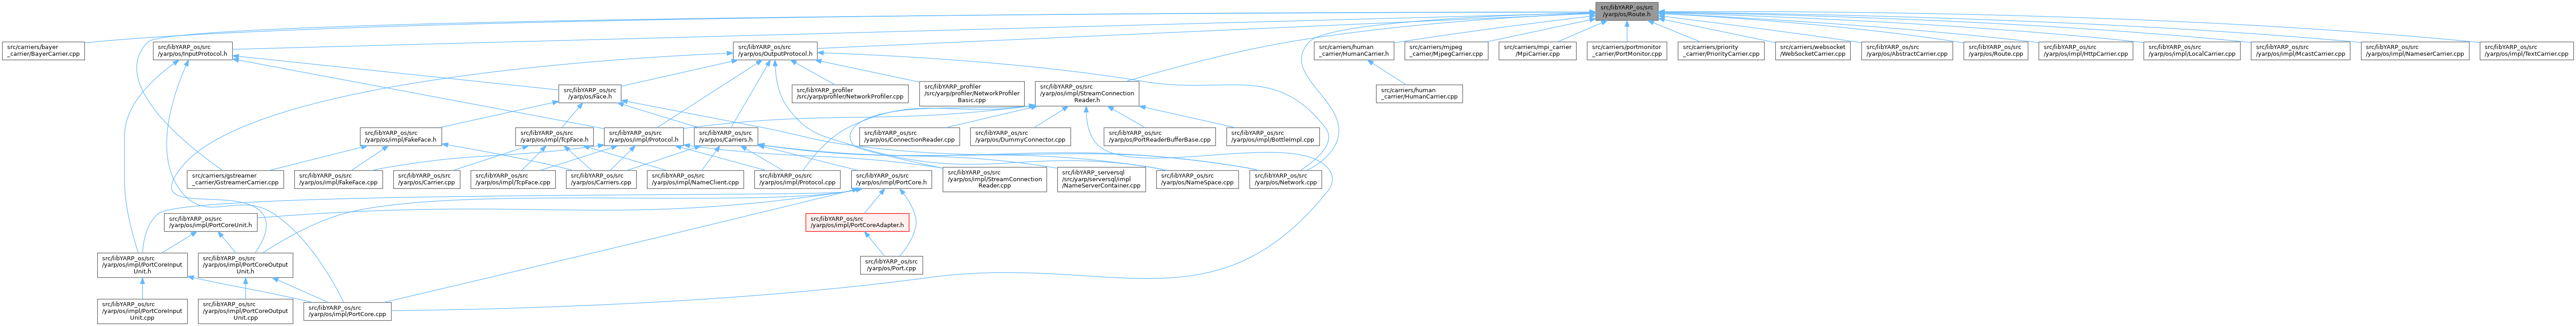 src/libYARP_os/src
/yarp/os/Route.h
src/carriers/bayer
_carrier/BayerCarrier.cpp
src/libYARP_os/src
/yarp/os/InputProtocol.h
src/libYARP_os/src
/yarp/os/OutputProtocol.h
src/carriers/human
_carrier/HumanCarrier.h
src/carriers/mjpeg
_carrier/MjpegCarrier.cpp
src/carriers/mpi_carrier
/MpiCarrier.cpp
src/carriers/portmonitor
_carrier/PortMonitor.cpp
src/carriers/priority
_carrier/PriorityCarrier.cpp
src/carriers/websocket
/WebSocketCarrier.cpp
src/libYARP_os/src
/yarp/os/AbstractCarrier.cpp
src/libYARP_os/src
/yarp/os/Route.cpp
src/libYARP_os/src
/yarp/os/impl/HttpCarrier.cpp
src/libYARP_os/src
/yarp/os/impl/LocalCarrier.cpp
src/libYARP_os/src
/yarp/os/impl/McastCarrier.cpp
src/libYARP_os/src
/yarp/os/impl/NameserCarrier.cpp
src/libYARP_os/src
/yarp/os/impl/TextCarrier.cpp
src/libYARP_os/src
/yarp/os/Face.h
src/libYARP_profiler
/src/yarp/profiler/NetworkProfiler.cpp
src/libYARP_profiler
/src/yarp/profiler/NetworkProfiler
Basic.cpp
src/libYARP_os/src
/yarp/os/impl/StreamConnection
Reader.h
src/carriers/human
_carrier/HumanCarrier.cpp
src/libYARP_os/src
/yarp/os/impl/FakeFace.h
src/libYARP_os/src
/yarp/os/impl/TcpFace.h
src/libYARP_os/src
/yarp/os/impl/Protocol.h
src/libYARP_os/src
/yarp/os/Carriers.h
src/libYARP_os/src
/yarp/os/ConnectionReader.cpp
src/libYARP_os/src
/yarp/os/DummyConnector.cpp
src/libYARP_os/src
/yarp/os/PortReaderBufferBase.cpp
src/libYARP_os/src
/yarp/os/impl/BottleImpl.cpp
src/carriers/gstreamer
_carrier/GstreamerCarrier.cpp
src/libYARP_os/src
/yarp/os/impl/FakeFace.cpp
src/libYARP_os/src
/yarp/os/Carrier.cpp
src/libYARP_os/src
/yarp/os/impl/TcpFace.cpp
src/libYARP_os/src
/yarp/os/Carriers.cpp
src/libYARP_os/src
/yarp/os/impl/NameClient.cpp
src/libYARP_os/src
/yarp/os/impl/Protocol.cpp
src/libYARP_os/src
/yarp/os/impl/PortCore.h
src/libYARP_os/src
/yarp/os/impl/StreamConnection
Reader.cpp
src/libYARP_serversql
/src/yarp/serversql/impl
/NameServerContainer.cpp
src/libYARP_os/src
/yarp/os/NameSpace.cpp
src/libYARP_os/src
/yarp/os/Network.cpp
src/libYARP_os/src
/yarp/os/impl/PortCoreUnit.h
src/libYARP_os/src
/yarp/os/impl/PortCoreAdapter.h
src/libYARP_os/src
/yarp/os/impl/PortCoreInput
Unit.h
src/libYARP_os/src
/yarp/os/impl/PortCoreOutput
Unit.h
src/libYARP_os/src
/yarp/os/Port.cpp
src/libYARP_os/src
/yarp/os/impl/PortCoreInput
Unit.cpp
src/libYARP_os/src
/yarp/os/impl/PortCoreOutput
Unit.cpp
src/libYARP_os/src
/yarp/os/impl/PortCore.cpp